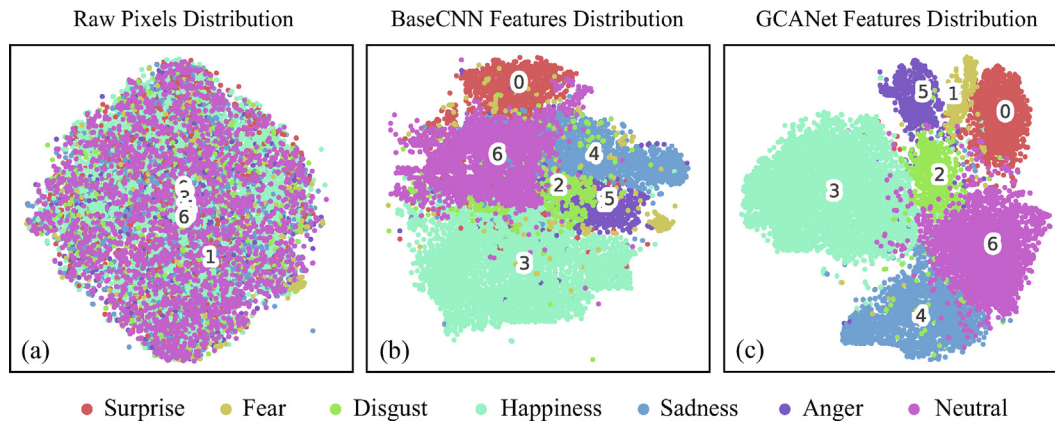 Raw Pixels Distribution
BaseCNN Features Distribution
GCANet Features Distribution
3
6
1
(a)
0
6
4
2
5
3
(b)
5
1
0
2
3
6
4
(c)
Surprise Fear Disgust Happiness Sadness Anger Neutral